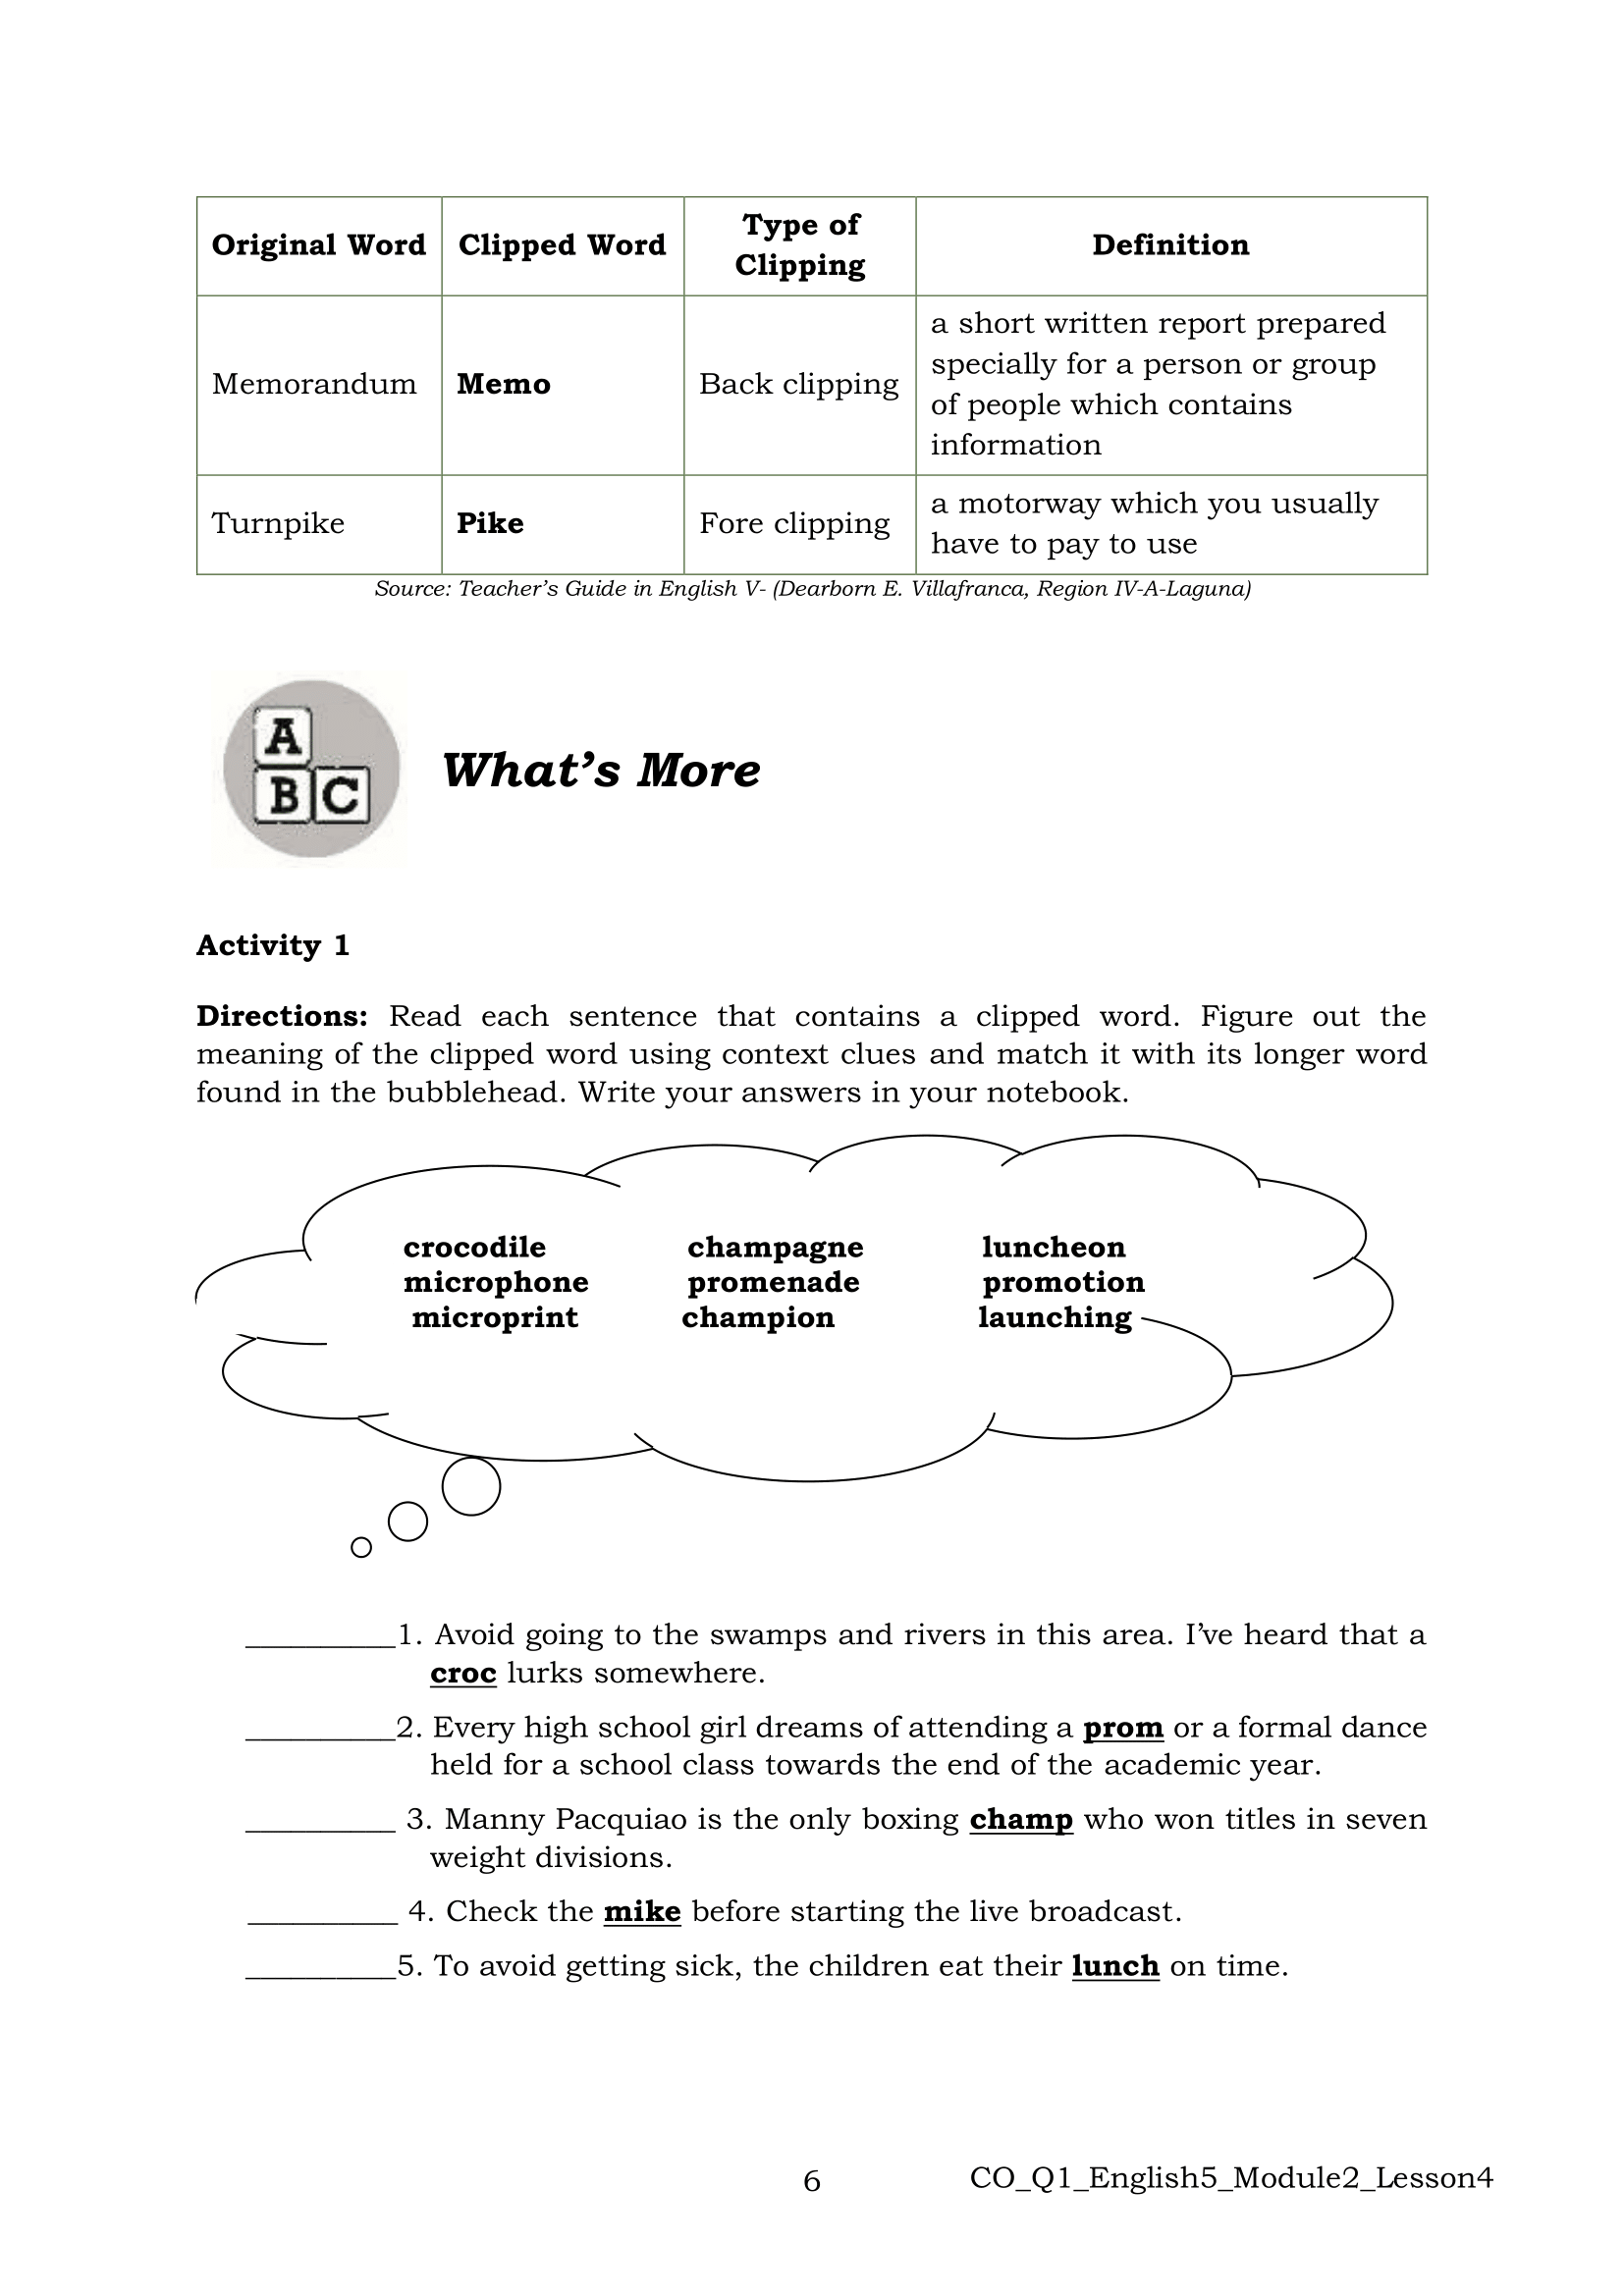 Original Word Clipped Word Type of Clipping Definition
Memorandum Memo Back clipping a short written report prepared
specially for a person or group
of people which contains
information
Turnpike Pike Fore clipping a motorway which you usually
have to pay to use
Source: Teacher’s Guide in English V- (Dearborn E. Villafranca, Region IV-A-Laguna)
A
B C
What’s More
Activity 1
Directions: Read each sentence that contains a clipped word. Figure out the
meaning of the clipped word using context clues and match it with its longer word
found in the bubblehead. Write your answers in your notebook.
crocodile champagne luncheon
microphone promenade promotion
microprint champion launching
__________1. Avoid going to the swamps and rivers in this area. I’ve heard that a
croc lurks somewhere.
__________2. Every high school girl dreams of attending a prom or a formal dance
held for a school class towards the end of the academic year.
__________ 3. Manny Pacquiao is the only boxing champ who won titles in seven
weight divisions.
__________ 4. Check the mike before starting the live broadcast.
__________5. To avoid getting sick, the children eat their lunch on time.
6 CO_Q1_English5_Module2_Lesson4